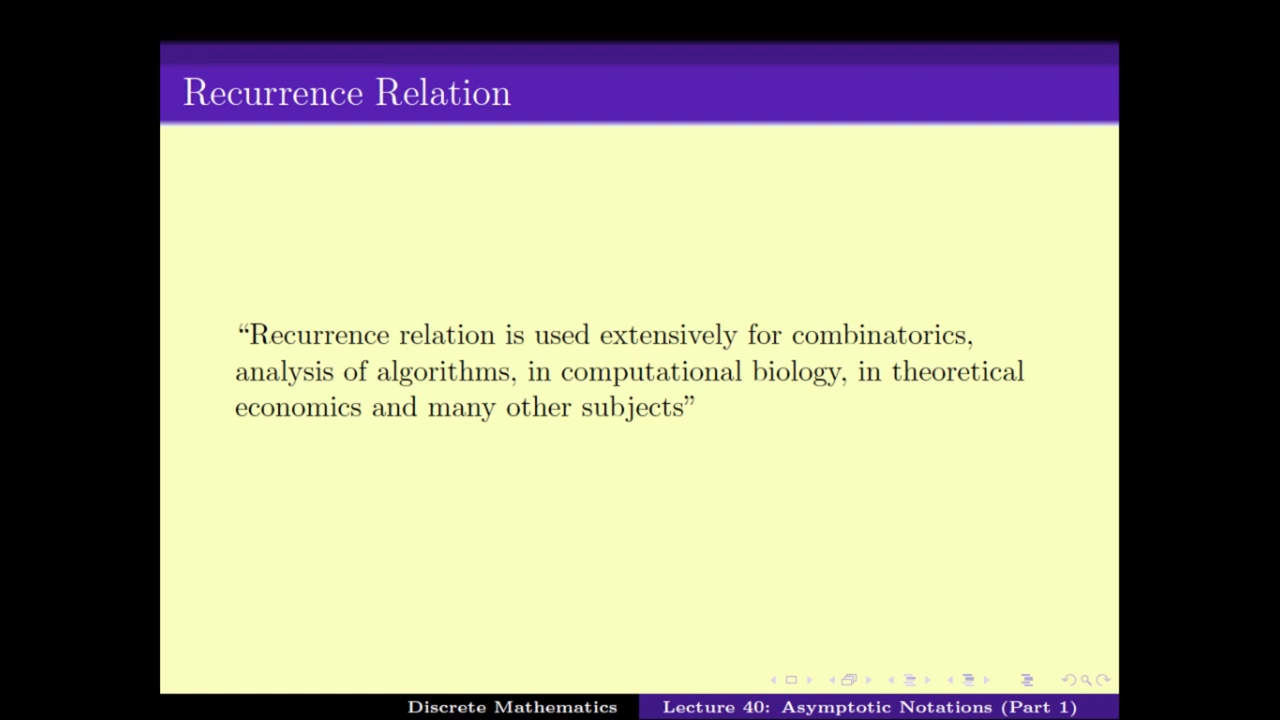 Recurrence Relation
“Recurrence relation is used extensively for combinatorics,
analysis of algorithms, in computational biology, in theoretical
economics and many other subjects”
Discrete Mathematics
Lecture 40: Asymptotic Notations (Part 1)